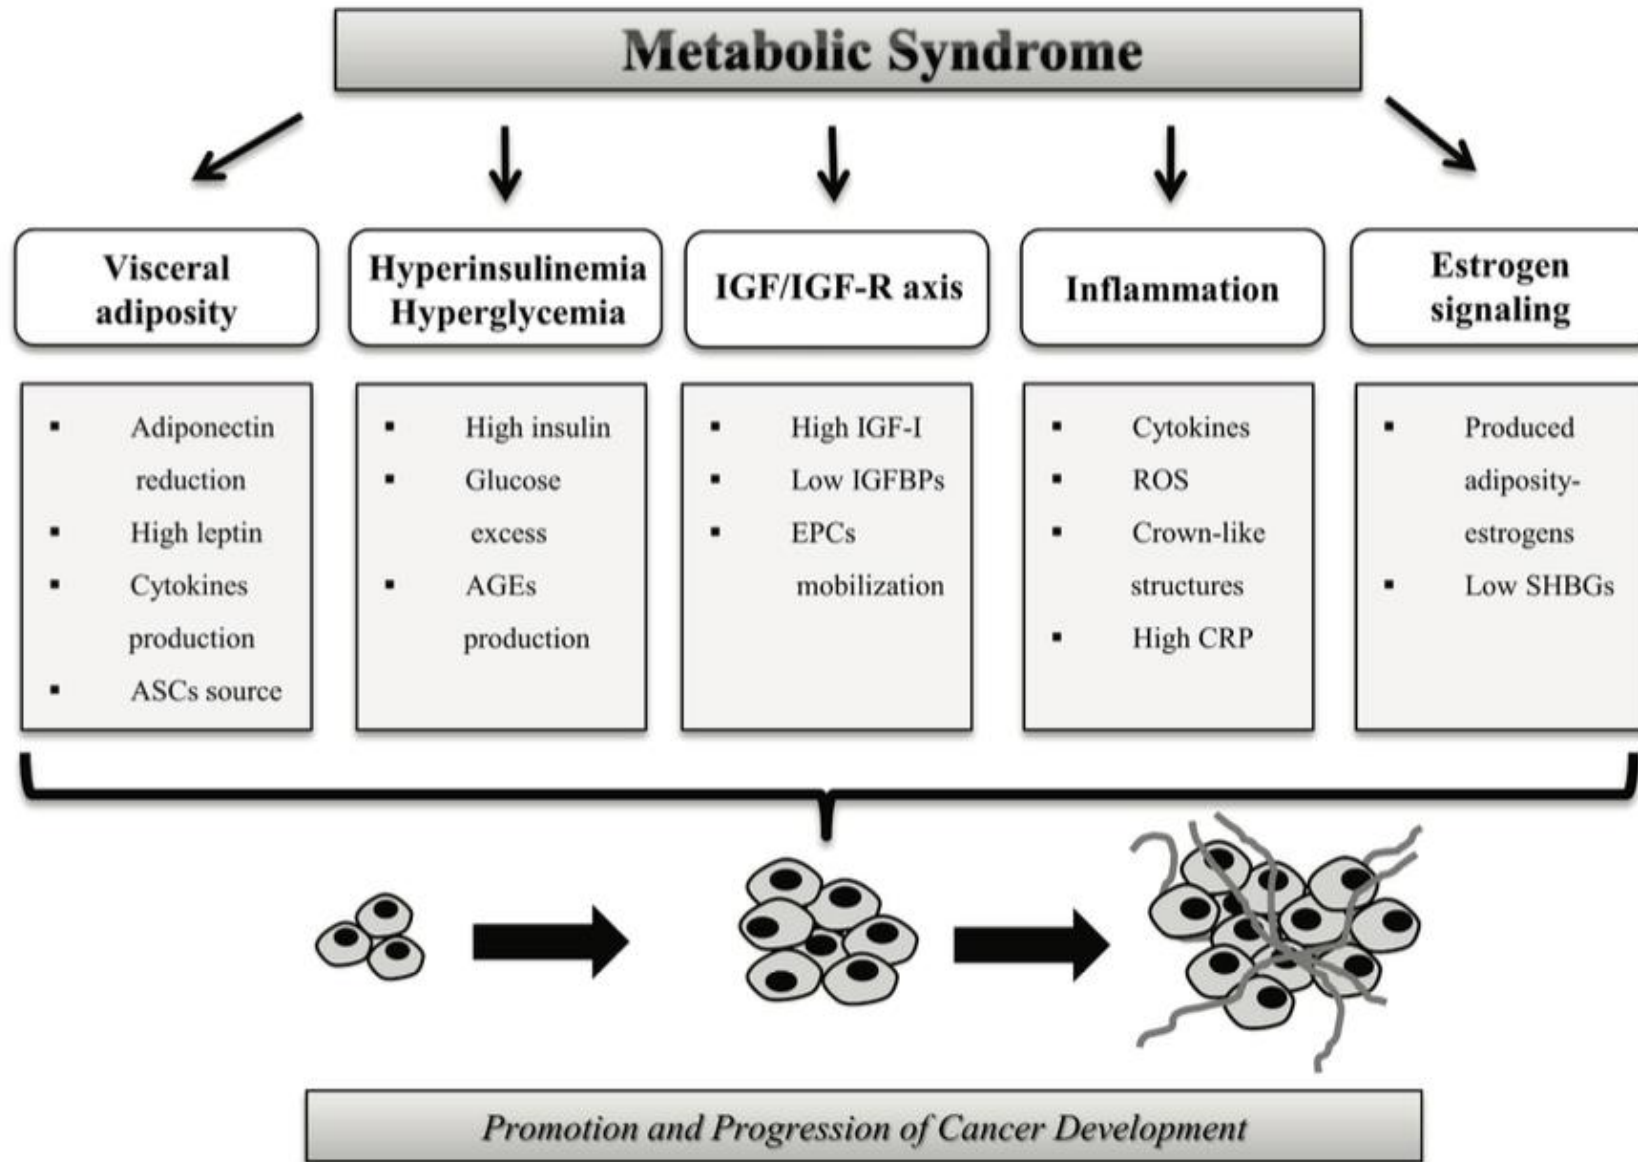 Metabolic Syndrome
Visceral
adiposity
Hyperinsulinemia
Hyperglycemia
IGF/IGF-R axis
Inflammation
Estrogen
signaling
▪ Adiponectin
reduction
▪ High leptin
▪ Cytokines
production
▪ ASCs source
▪ High insulin
▪ Glucose
excess
▪ AGEs
production
▪ High IGF-I
▪ Low IGFBPs
▪ EPCs
mobilization
▪ Cytokines
▪ ROS
▪ Crown-like
structures
▪ High CRP
▪ Produced
adiposity-
estrogens
▪ Low SHBGs
Promotion and Progression of Cancer Development